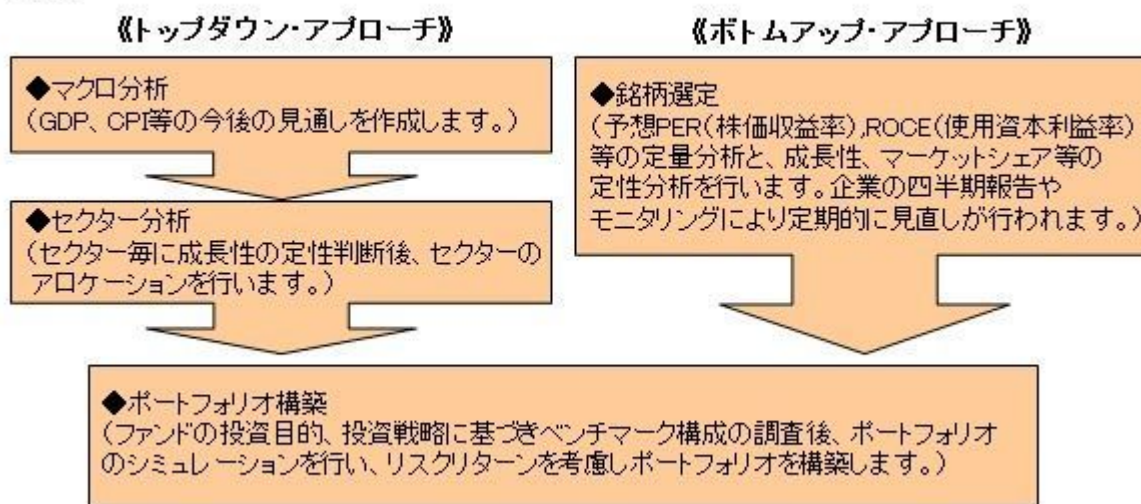 《トップダウン・アプローチ》
◆マクロ分析
(GDP、CPI等の今後の見通しを作成します。)
◆セクター分析
(セクター毎に成長性の定性判断後、セクターの
アロケーションを行います。)
《ボトムアップ・アプローチ》
◆銘柄選定
(予想PER(株価収益率),ROCE(使用資本利益率)
等の定量分析と、成長性、マーケットシェア等の
定性分析を行います。企業の四半期報告や
モニタリングにより定期的に見直しが行われます。)
◆ポートフォリオ構築
(ファンドの投資目的、投資戦略に基づきベンチマーク構成の調査後、ポートフォリオ
のシミュレーションを行い、リスクリターンを考慮しポートフォリオを構築します。)